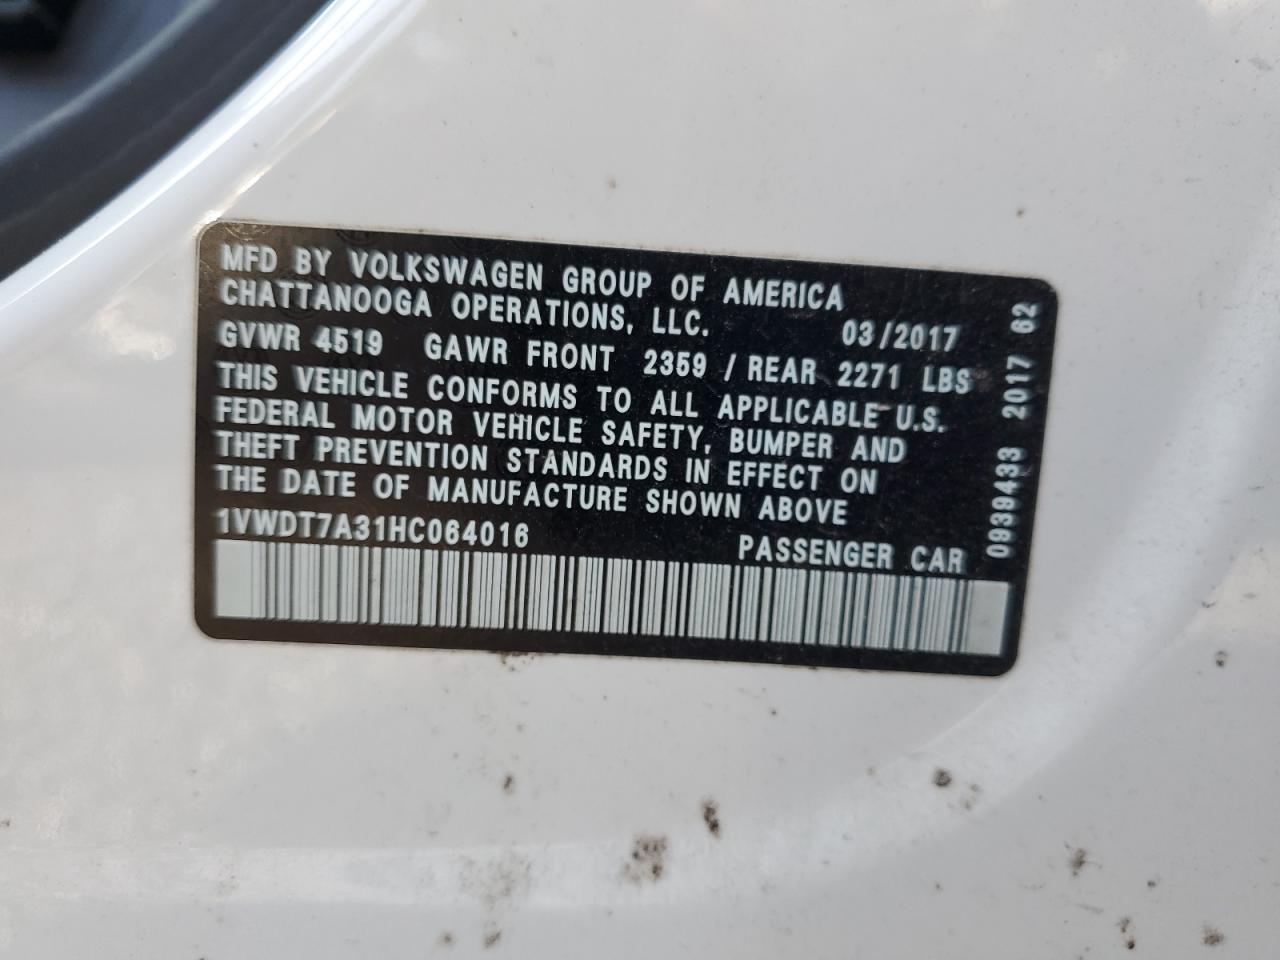 MFD BY VOLKSWAGEN GROUP OF AMERICA
CHATTANOOGA OPERATIONS, LLC. 03/2017
GVWR 4519 GAWR FRONT 2359 / REAR 2271 LBS
THIS VEHICLE CONFORMS TO ALL APPLICABLE U.S.
FEDERAL MOTOR VEHICLE SAFETY, BUMPER AND
THEFT PREVENTION STANDARDS IN EFFECT ON
THE DATE OF MANUFACTURE SHOWN ABOVE
1VWDT7A31HC064016 PASSENGER CAR
0939433 2017 62